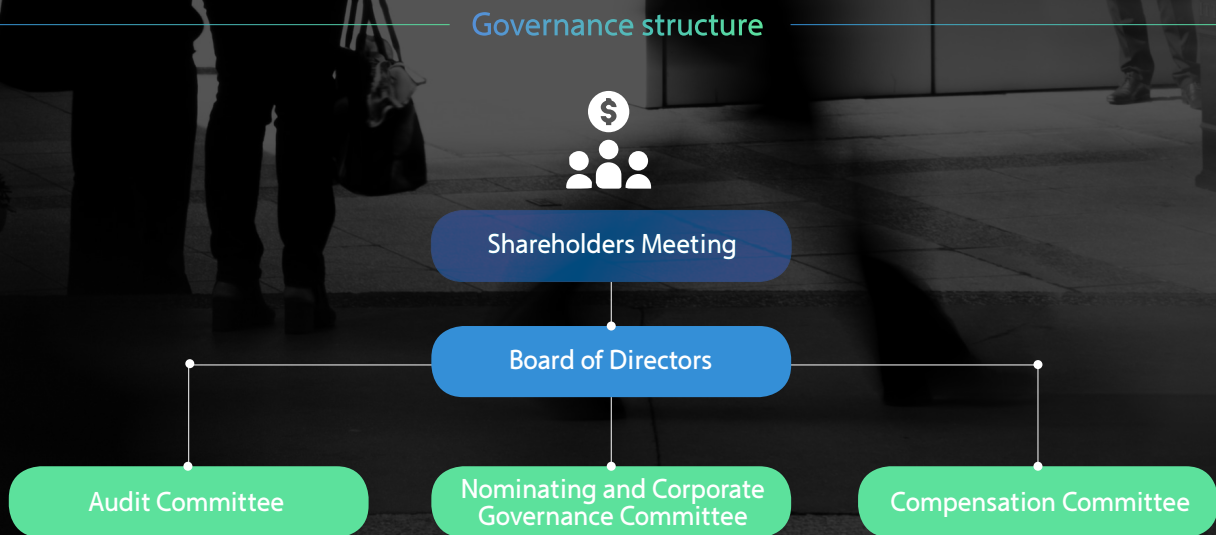 Governance structure
$
Shareholders Meeting
Board of Directors
Audit Committee
Nominating and Corporate
Governance Committee
Compensation Committee